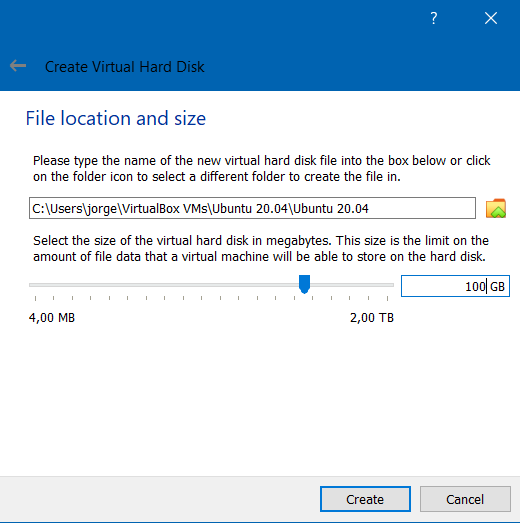 ?
Create Virtual Hard Disk
File location and size
Please type the name of the new virtual hard disk file into the box below or click
on the folder icon to select a different folder to create the file in.
C:\Users\jorge\VirtualBox VMs\Ubuntu 20.04\Ubuntu 20.04
Select the size of the virtual hard disk in megabytes. This size is the limit on the
amount of file data that a virtual machine will be able to store on the hard disk.
100 GB
4,00 MB 2,00 TB
Create Cancel